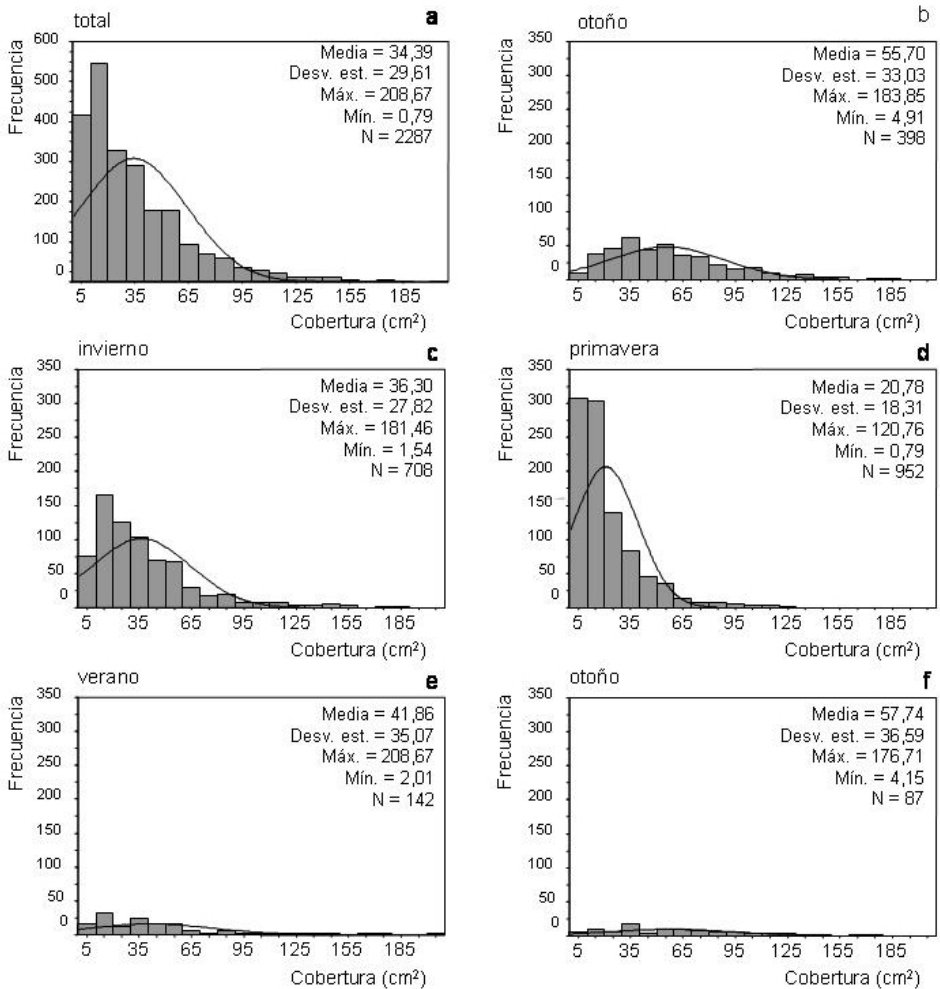 total
a
Frecuencia
600
500
400
300
200
100
0
Media = 34,39
Desv. est. = 29,61
Máx. = 208,67
Mín. = 0,79
N = 2287
5 35 65 95 125 155 185
Cobertura (cm²)
otoño
b
Frecuencia
350
300
250
200
150
100
50
0
Media = 55,70
Desv. est. = 33,03
Máx. = 183,85
Mín. = 4,91
N = 398
5 35 65 95 125 155 185
Cobertura (cm²)
invierno
c
Frecuencia
350
300
250
200
150
100
50
0
Media = 36,30
Desv. est. = 27,82
Máx. = 181,46
Mín. = 1,54
N = 708
5 35 65 95 125 155 185
Cobertura (cm²)
primavera
d
Frecuencia
350
300
250
200
150
100
50
0
Media = 20,78
Desv. est. = 18,31
Máx. = 120,76
Mín. = 0,79
N = 952
5 35 65 95 125 155 185
Cobertura (cm²)
verano
e
Frecuencia
350
300
250
200
150
100
50
0
Media = 41,86
Desv. est. = 35,07
Máx. = 208,67
Mín. = 2,01
N = 142
5 35 65 95 125 155 185
Cobertura (cm²)
otoño
f
Frecuencia
350
300
250
200
150
100
50
0
Media = 57,74
Desv. est. = 36,59
Máx. = 176,71
Mín. = 4,15
N = 87
5 35 65 95 125 155 185
Cobertura (cm²)